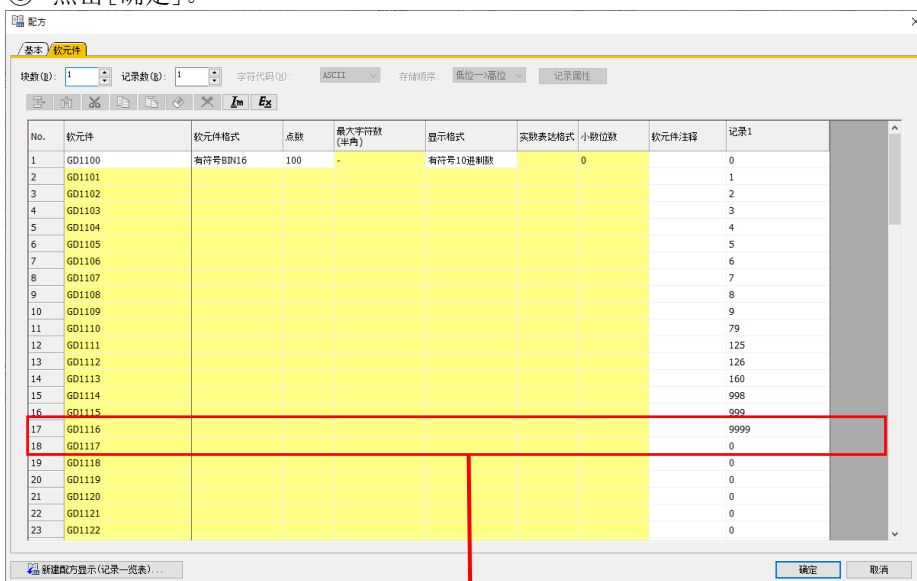 ③ 点击[确定]。
配方
基本 软元件
块数(B): 1 记录数(R): 1 字符代码(H): ASCII 存储顺序: 低位—>高位 记录属性
Im Ex
No. 软元件 软元件格式 点数 最大字符数(半角) 显示格式 实数表达格式 小数位数 软元件注释 记录1
1 GD1100 有符号BIN16 100 - 有符号10进制数 0 0
2 GD1101 1
3 GD1102 2
4 GD1103 3
5 GD1104 4
6 GD1105 5
7 GD1106 6
8 GD1107 7
9 GD1108 8
10 GD1109 9
11 GD1110 79
12 GD1111 125
13 GD1112 126
14 GD1113 160
15 GD1114 998
16 GD1115 999
17 GD1116 9999
18 GD1117 0
19 GD1118 0
20 GD1119 0
21 GD1120 0
22 GD1121 0
23 GD1122 0
新建配方显示(记录一览表)... 确定 取消